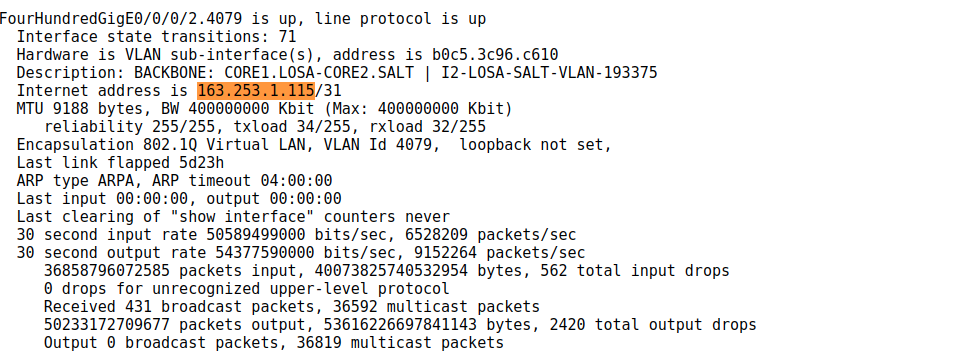 FourHundredGigE0/0/0/2.4079 is up, line protocol is up
Interface state transitions: 71
Hardware is VLAN sub-interface(s), address is b0c5.3c96.c610
Description: BACKBONE: CORE1.LOSA-CORE2.SALT | I2-LOSA-SALT-VLAN-193375
Internet address is 163.253.1.115/31
MTU 9188 bytes, BW 400000000 Kbit (Max: 400000000 Kbit)
reliability 255/255, txload 34/255, rxload 32/255
Encapsulation 802.1Q Virtual LAN, VLAN Id 4079,  loopback not set,
Last link flapped 5d23h
ARP type ARPA, ARP timeout 04:00:00
Last input 00:00:00, output 00:00:00
Last clearing of "show interface" counters never
30 second input rate 50589499000 bits/sec, 6528209 packets/sec
30 second output rate 54377590000 bits/sec, 9152264 packets/sec
36858796072585 packets input, 40073825740532954 bytes, 562 total input drops
0 drops for unrecognized upper-level protocol
Received 431 broadcast packets, 36592 multicast packets
50233172709677 packets output, 53616226697841143 bytes, 2420 total output drops
Output 0 broadcast packets, 36819 multicast packets